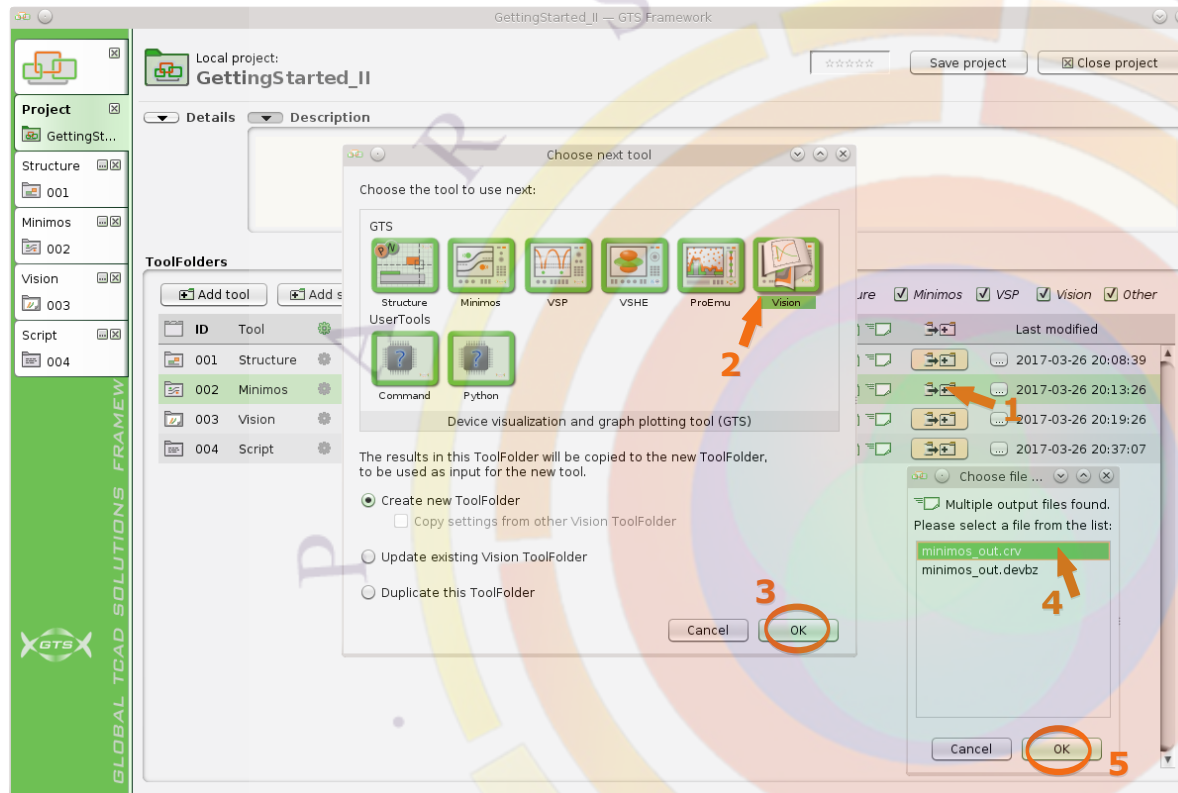 GettingStarted_II — GTS Framework
Local project:
GettingStarted_II
☆☆☆☆☆
Save project
Close project
Project
GettingSt...
Structure
001
Minimos
002
Vision
003
Script
004
Details
Description
ToolFolders
Add tool
Add s
ure
Minimos
VSP
Vision
Other
ID Tool
Last modified
001 Structure
2017-03-26 20:08:39
002 Minimos
2017-03-26 20:13:26
003 Vision
2017-03-26 20:19:26
004 Script
2017-03-26 20:37:07
Choose next tool
Choose the tool to use next:
GTS
P N
Structure Minimos VSP VSHE ProEmu Vision
UserTools
? ?
Command Python
Device visualization and graph plotting tool (GTS)
The results in this ToolFolder will be copied to the new ToolFolder,
to be used as input for the new tool.
Create new ToolFolder
Copy settings from other Vision ToolFolder
Update existing Vision ToolFolder
Duplicate this ToolFolder
Cancel
OK
1
2
3
Choose file ...
Multiple output files found.
Please select a file from the list:
minimos_out.crv
minimos_out.devbz
4
Cancel
OK
5
GTS
GLOBAL TCAD SOLUTIONS FRAMEW
P A R S